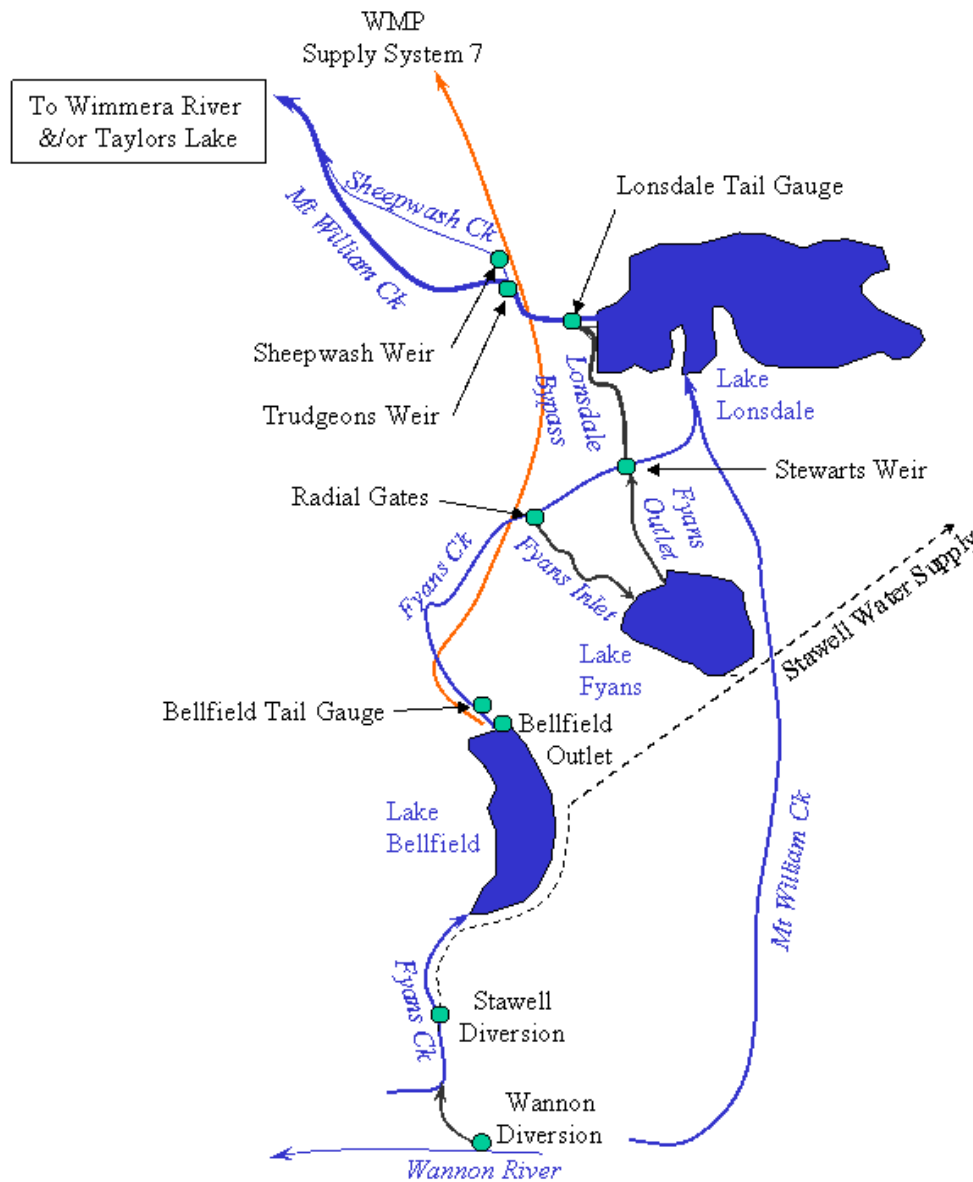 WMP
Supply System 7
To Wimmera River
&/or Taylors Lake
Sheepwash Ck
Mt William Ck
Lonsdale Tail Gauge
Sheepwash Weir
Trudgeons Weir
Bypass
Lonsdale
Lake
Lonsdale
Stewarts Weir
Radial Gates
Fyans
Outlet
Fyans Ck
Fyans Inlet
Stawell Water Supply
Lake
Fyans
Bellfield Tail Gauge
Bellfield
Outlet
Lake
Bellfield
Mt William Ck
Fyans Ck
Stawell
Diversion
Wannon
Diversion
Wannon River